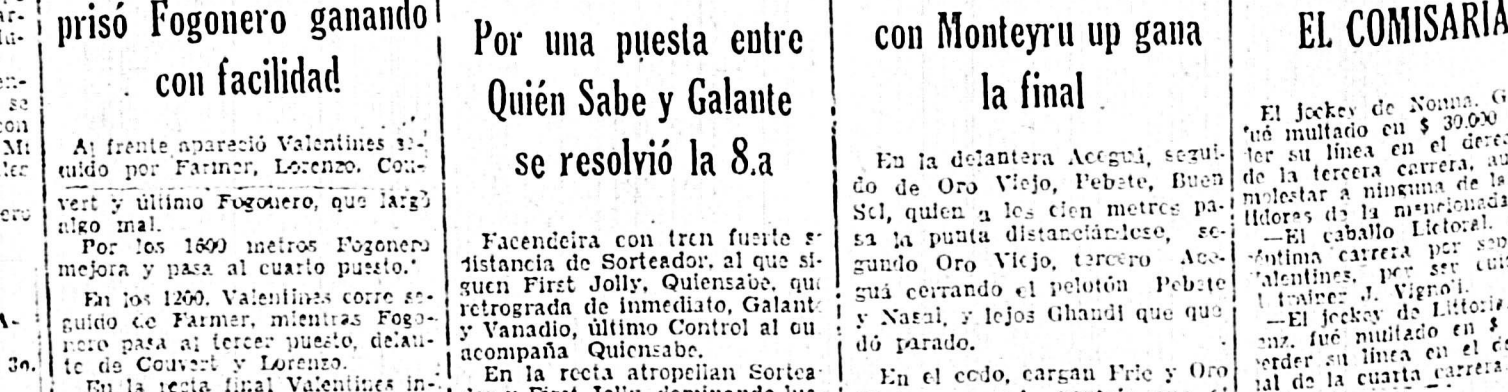 prisó Fogonero ganando
con facilidad
Al frente apareció Valentines se-
guido por Farmer, Lorenzo, Cou-
vert y último Fogonero, que largó
algo mal.
Por los 1600 metros Fogonero
mejora y pasa al cuarto puesto.
En los 1200, Valentines corre se-
guido de Farmer, mientras Fogo-
nero pasa al tercer puesto, delan-
te de Couvert y Lorenzo.
En la recta final Valentines in-
Por una puesta entre
Quién Sabe y Galante
se resolvió la 8.a
Facendeira con tren fuerte s-
distancia de Sorteador, al que si-
guen First Jolly, Quiensabe, que
retrograda de inmediato, Galante
y Vanadio, último Control al cu
acompaña Quiensabe.
En la recta atropellan Sortea-
con Monteyru up gana
la final
En la delantera Aceguá, segui-
do de Oro Viejo, Pebete, Buen
Sol, quien a los cien metros pa-
sa la punta distanciándose, se-
gundo Oro Viejo, tercero Ace-
guá cerrando el pelotón Pebete
y Nasal, y lejos Ghandi que que
dó parado.
En el codo, cargan Fric y Oro
EL COMISARIA
El jockey de Nonna. G
fué multado en $ 30.000
der su línea en el derec
de la tercera carrera, au
molestar a ninguna de la
tidores de la mencionada
—El caballo Lictoral.
séptima carrera por sep
Valentines, por ser cui
trainer J. Vignoli.
—El jockey de Littorie
enz. fué multado en $
perder su línea en el de
nal de la cuarta carrera